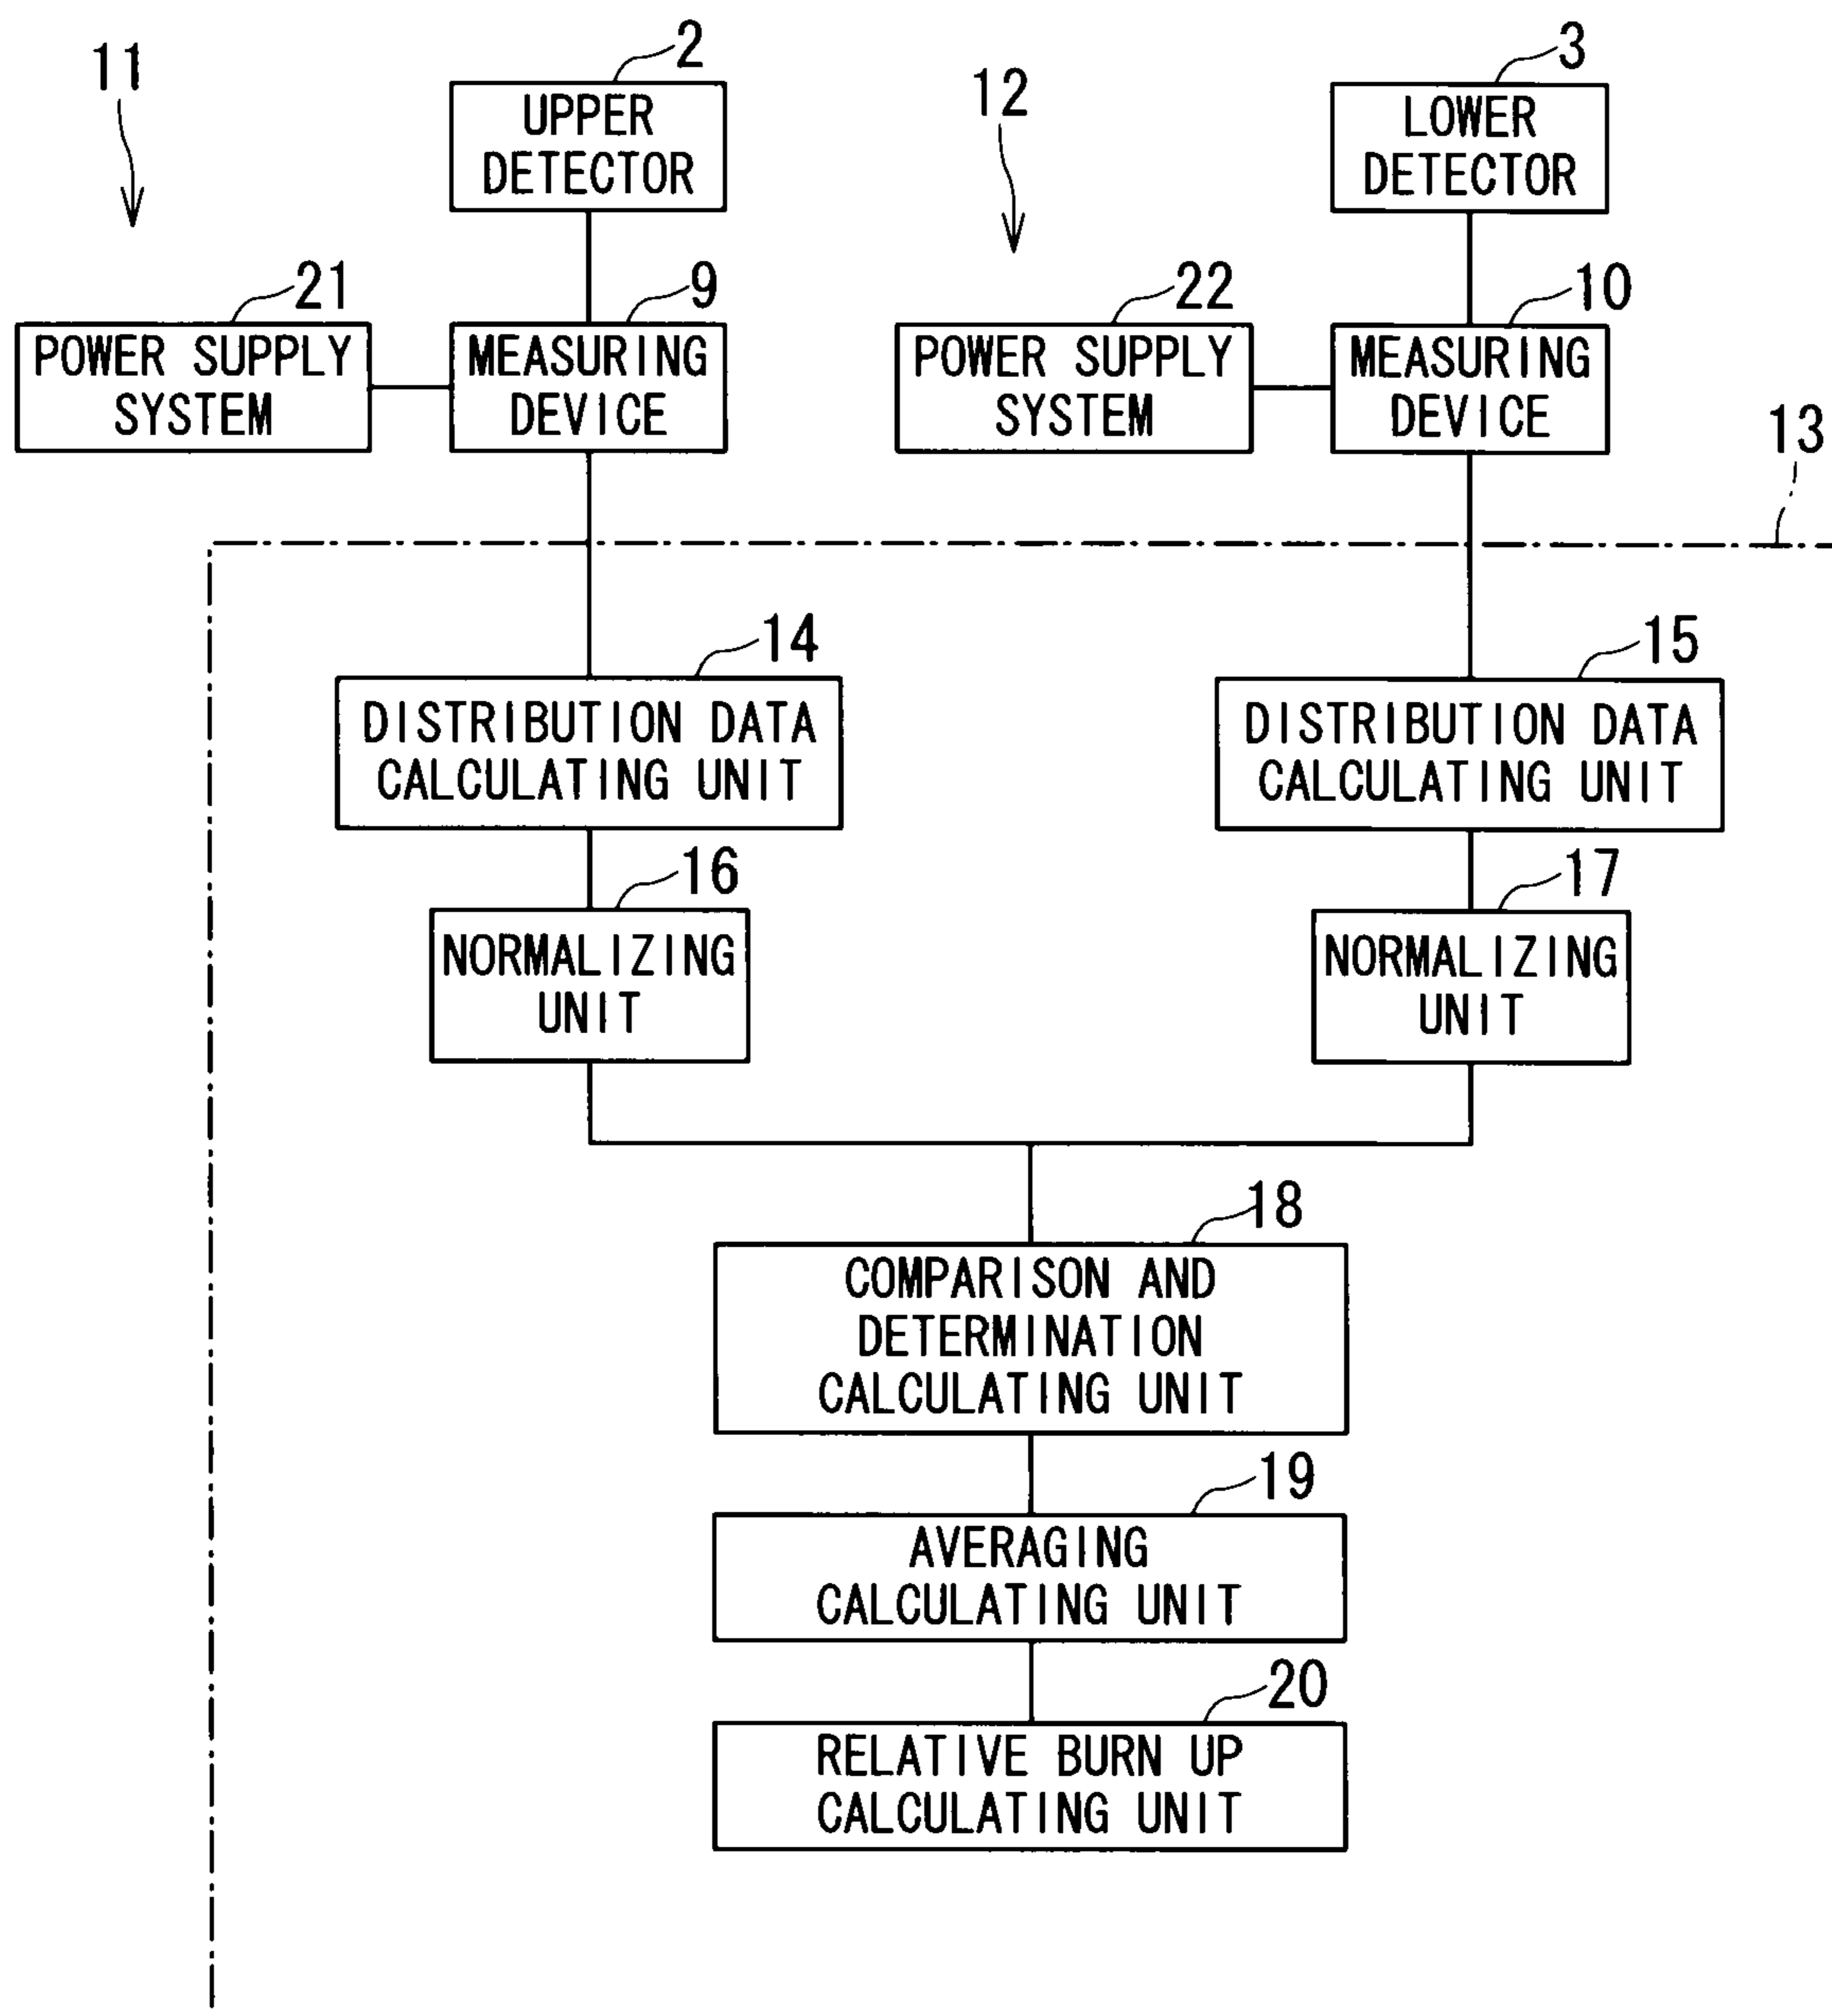 11
2
UPPER
DETECTOR
12
3
LOWER
DETECTOR
21
POWER SUPPLY
SYSTEM
9
MEASURING
DEVICE
22
POWER SUPPLY
SYSTEM
10
MEASURING
DEVICE
13
14
DISTRIBUTION DATA
CALCULATING UNIT
15
DISTRIBUTION DATA
CALCULATING UNIT
16
NORMALIZING
UNIT
17
NORMALIZING
UNIT
18
COMPARISON AND
DETERMINATION
CALCULATING UNIT
19
AVERAGING
CALCULATING UNIT
20
RELATIVE BURN UP
CALCULATING UNIT